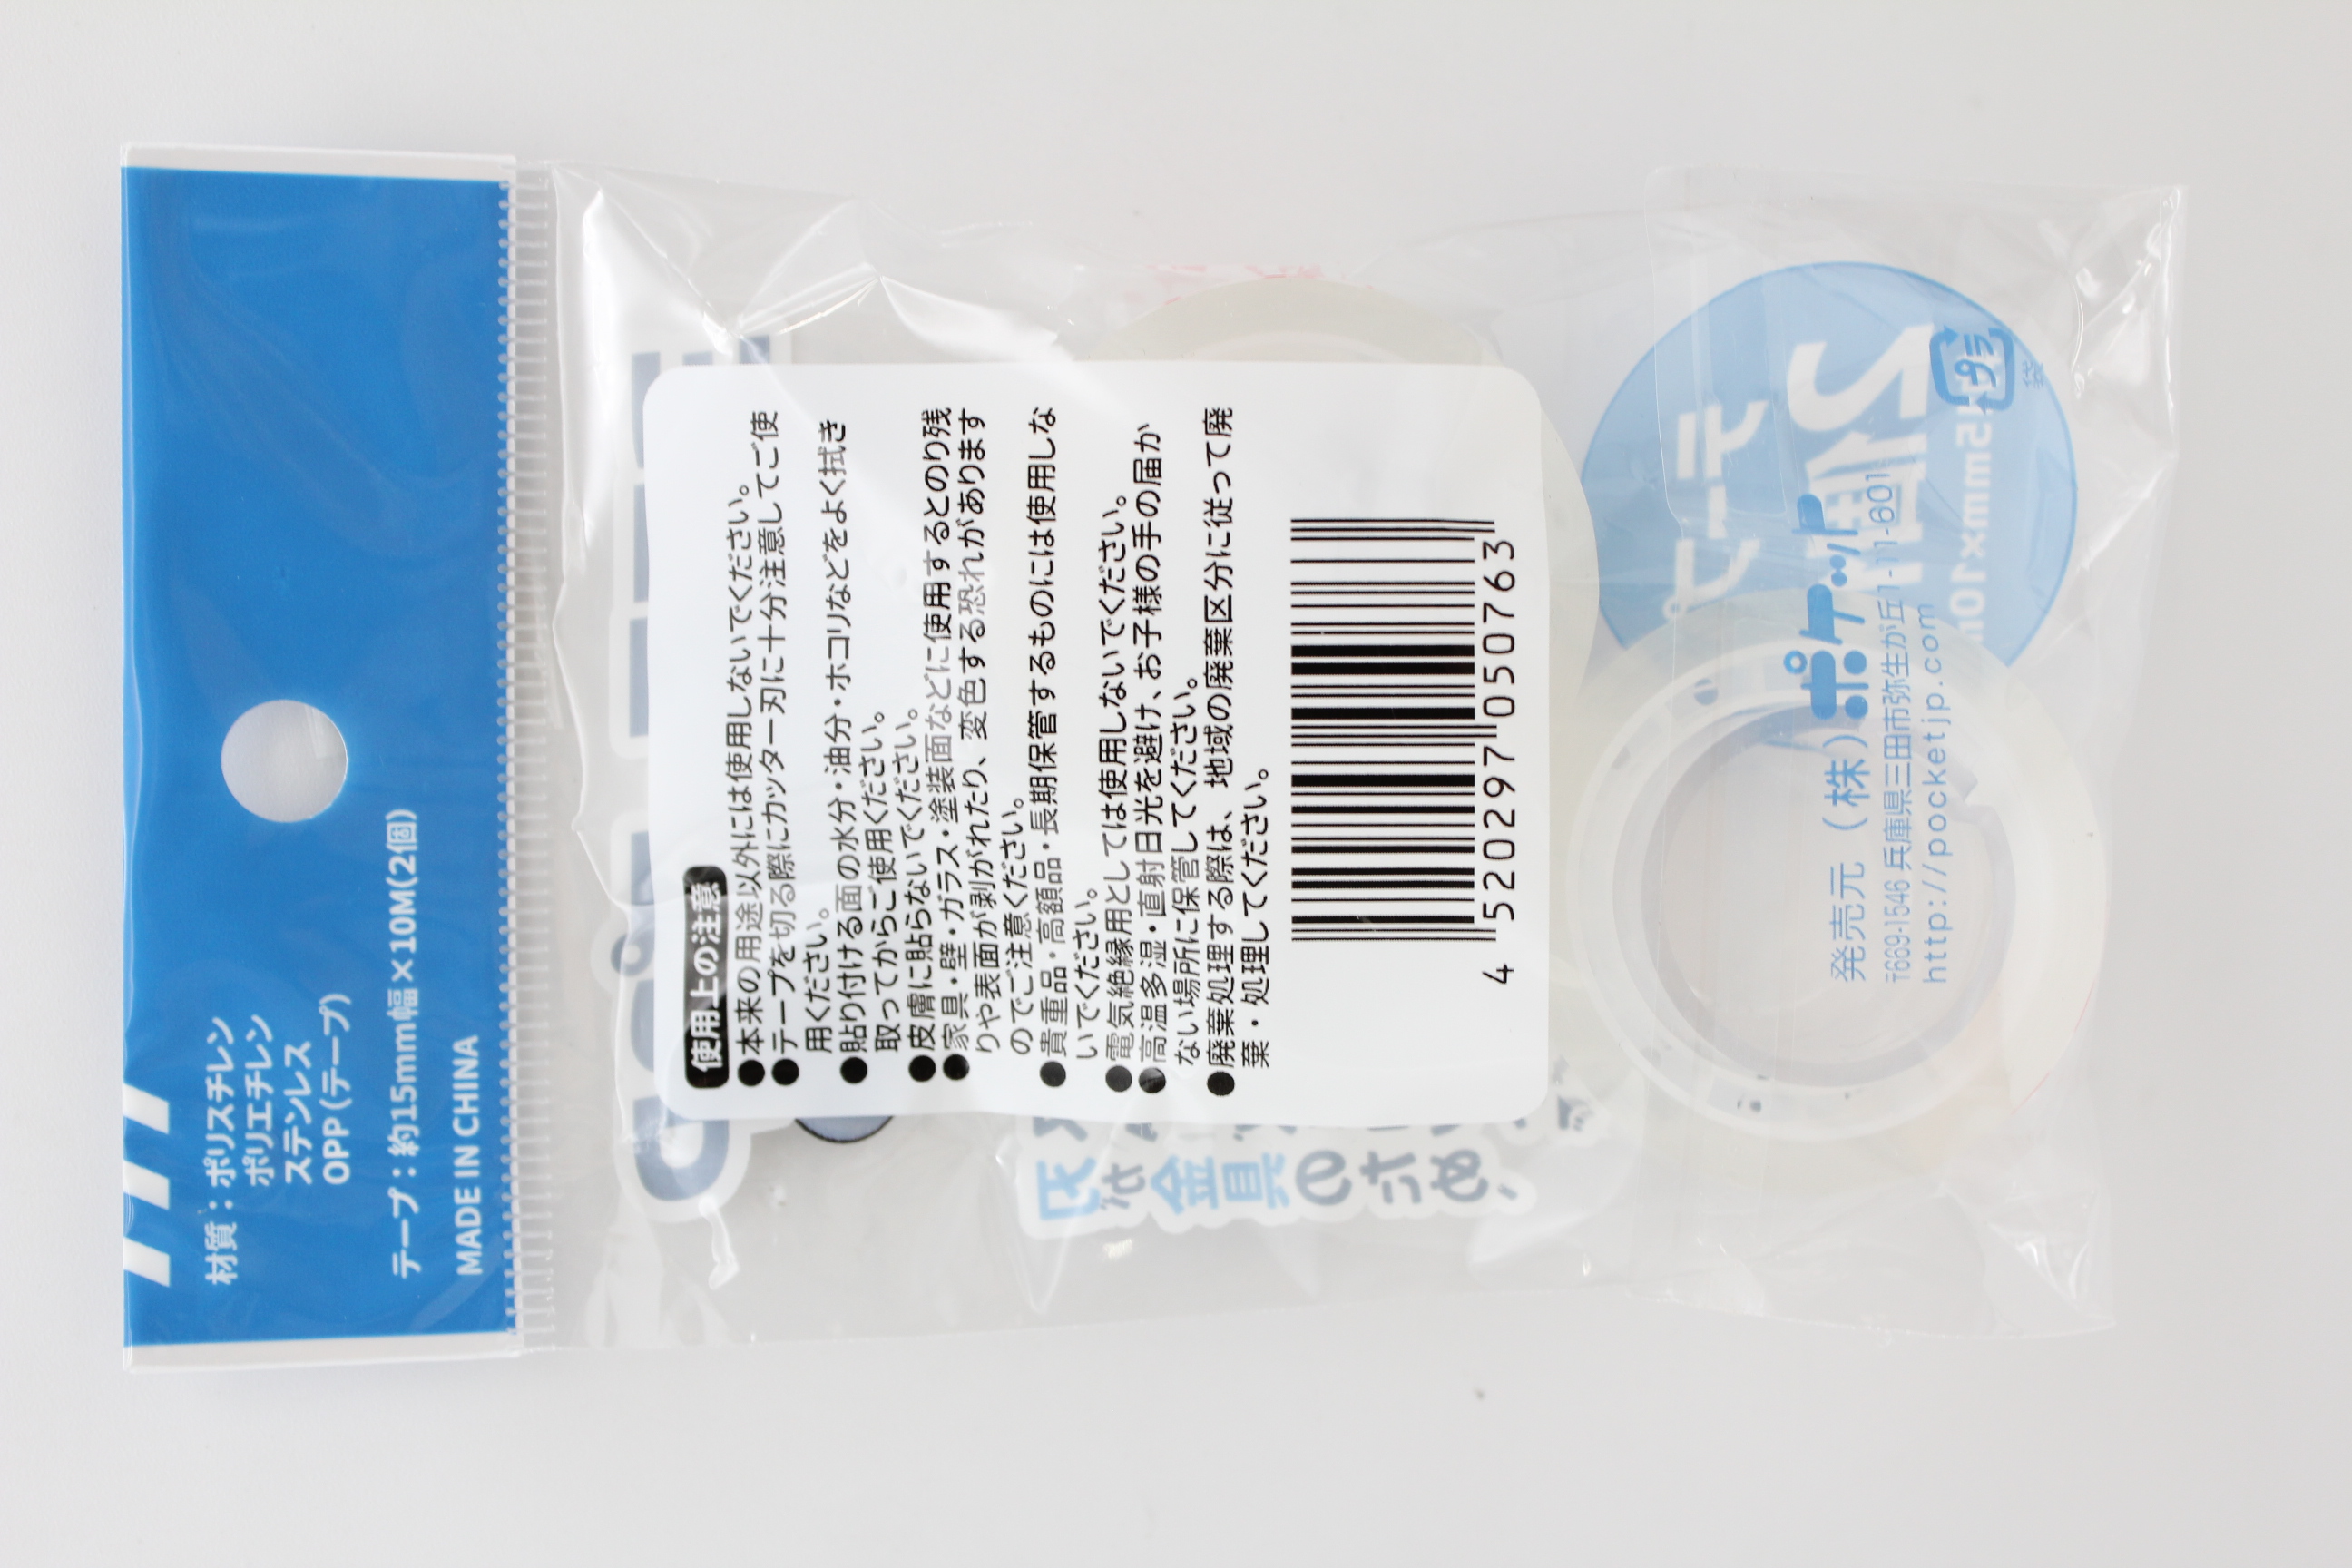 材質：ポリスチレン
ポリエチレン
ステンレス
OPP(テープ)
テープ：約15mm幅×10M(2個)
MADE IN CHINA
使用上の注意
●本来の用途以外には使用しないでください。
●テープを切る際にカッター刃に十分注意してご使
用ください。
●貼り付ける面の水分・油分・ホコリなどをよく拭き
取ってからご使用ください。
●皮膚に貼らないでください。
●家具・壁・ガラス・塗装面などに使用するとのり残
りや表面が剥がれたり、変色する恐れがあります
のでご注意ください。
●貴重品・高額品・長期保管するものには使用しな
いでください。
●電気絶縁用としては使用しないでください。
●高温多湿・直射日光を避け、お子様の手の届か
ない場所に保管してください。
●廃棄処理する際は、地域の廃棄区分に従って廃
棄・処理してください。
4 520297 050763
テープ
2個
15mm×10m
プラ
袋
発売元（株）ポケット
〒669-1546 兵庫県三田市弥生が丘1-11-601
http://pocketjp.com